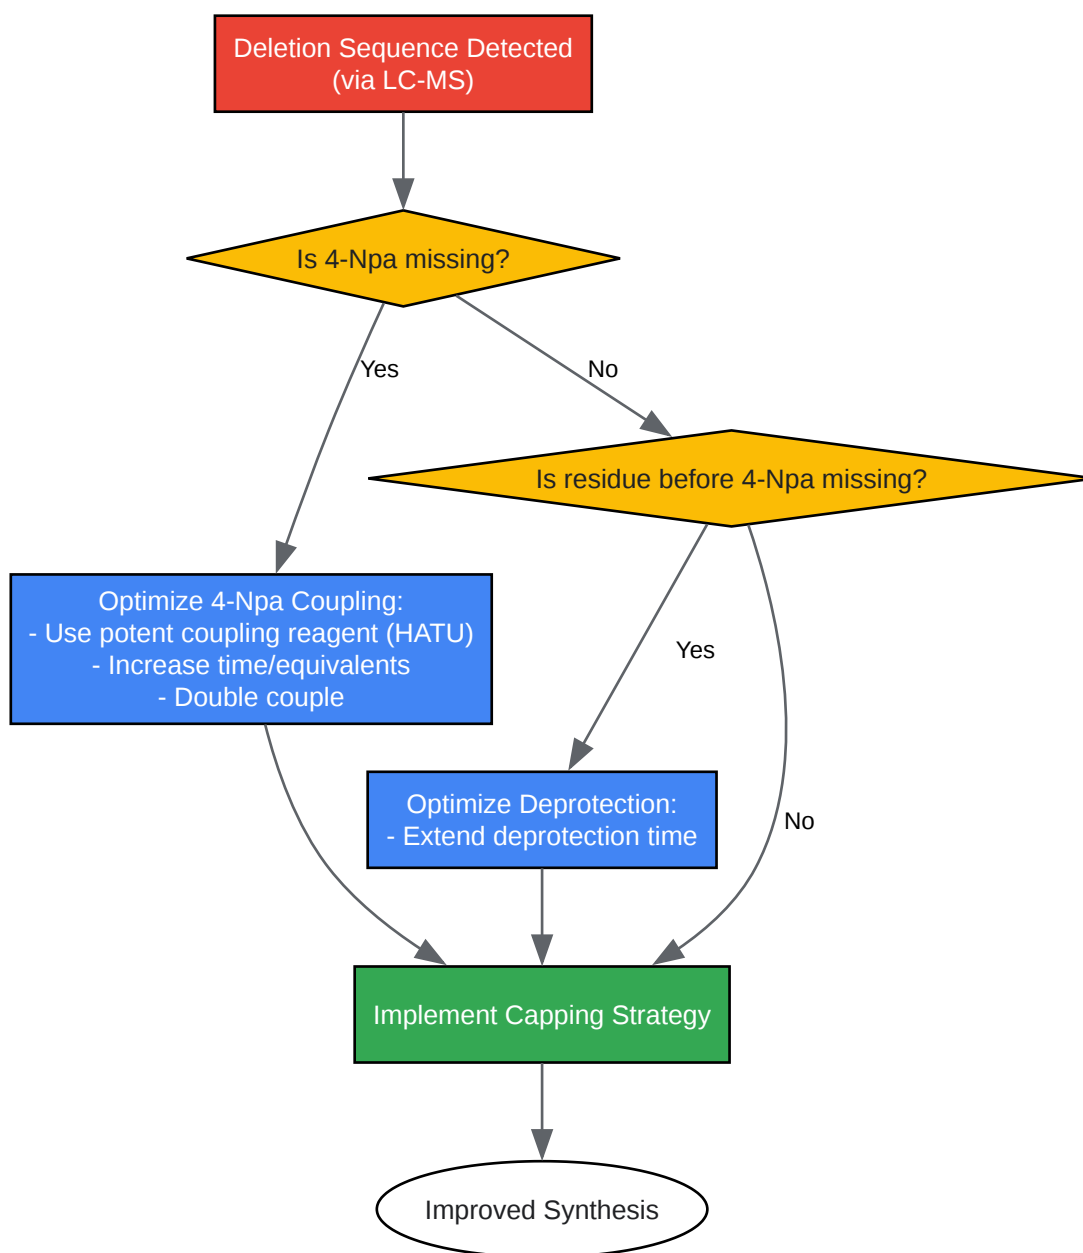 Deletion Sequence Detected
(via LC-MS)
Is 4-Npa missing?
Yes
No
Is residue before 4-Npa missing?
Optimize 4-Npa Coupling:
- Use potent coupling reagent (HATU)
- Increase time/equivalents
- Double couple
Yes
Optimize Deprotection:
- Extend deprotection time
No
Implement Capping Strategy
Improved Synthesis